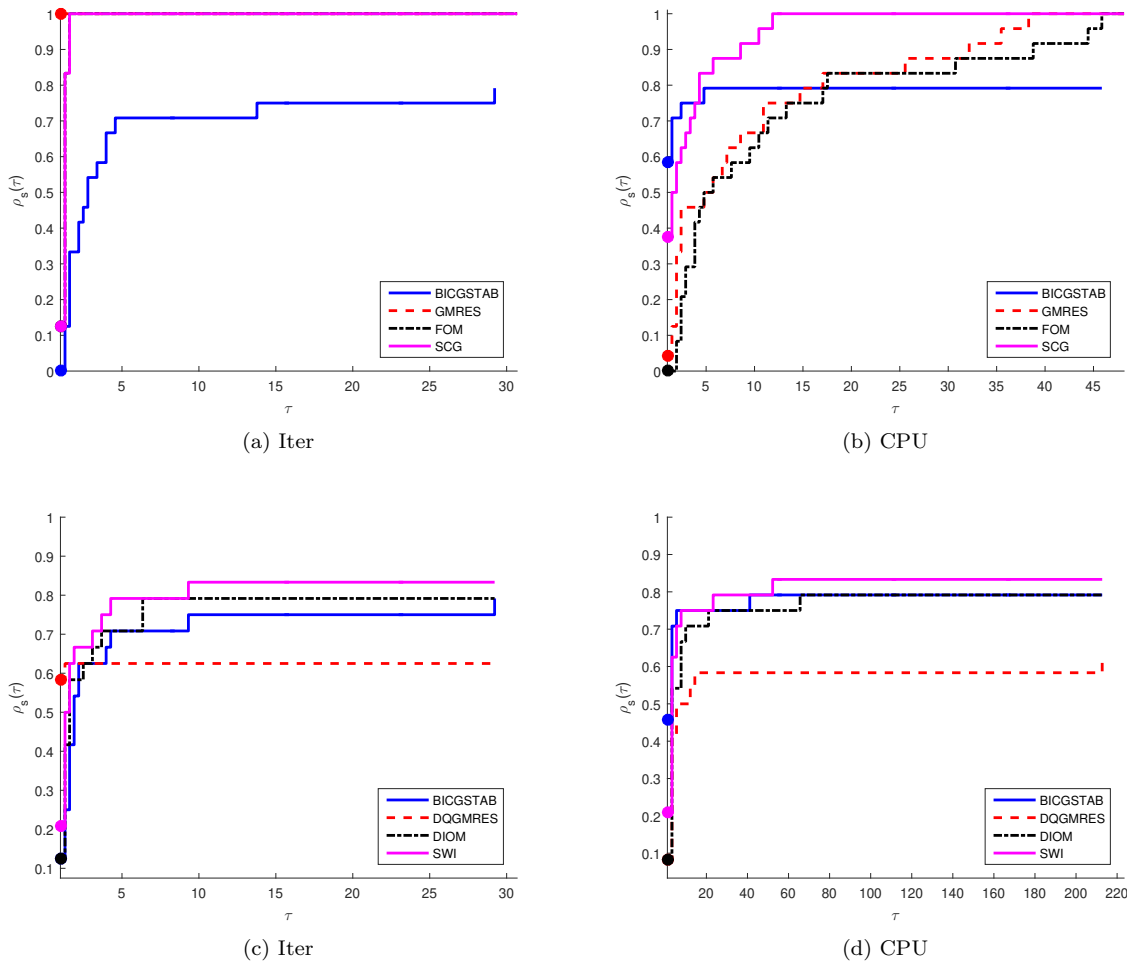 1
0.9
0.8
0.7
0.6
0.5
0.4
0.3
0.2
0.1
0
ρs(τ)
5 10 15 20 25 30
τ
BICGSTAB
GMRES
FOM
SCG
(a) Iter
1
0.9
0.8
0.7
0.6
0.5
0.4
0.3
0.2
0.1
0
ρs(τ)
5 10 15 20 25 30 35 40 45
τ
BICGSTAB
GMRES
FOM
SCG
(b) CPU
1
0.9
0.8
0.7
0.6
0.5
0.4
0.3
0.2
0.1
ρs(τ)
5 10 15 20 25 30
τ
BICGSTAB
DQGMRES
DIOM
SWI
(c) Iter
1
0.9
0.8
0.7
0.6
0.5
0.4
0.3
0.2
0.1
ρs(τ)
20 40 60 80 100 120 140 160 180 200 220
τ
BICGSTAB
DQGMRES
DIOM
SWI
(d) CPU